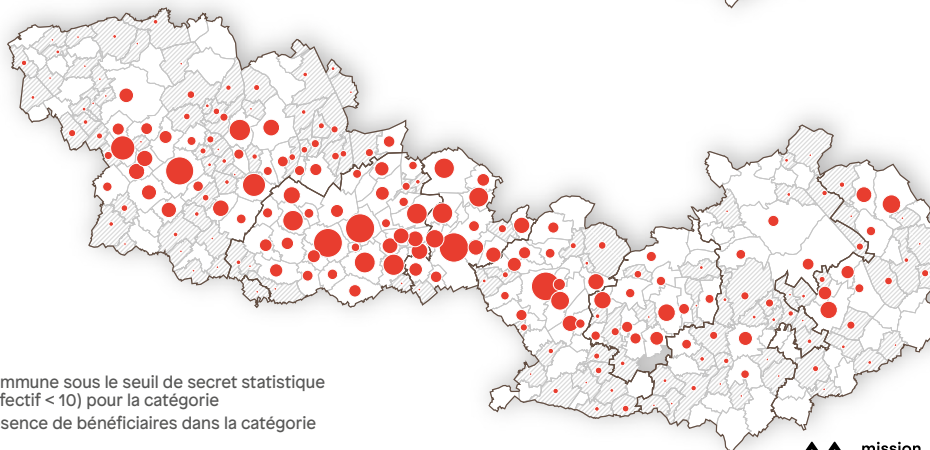 mmune sous le seuil de secret statistique
fectif < 10) pour la catégorie
sence de bénéficiaires dans la catégorie
mission